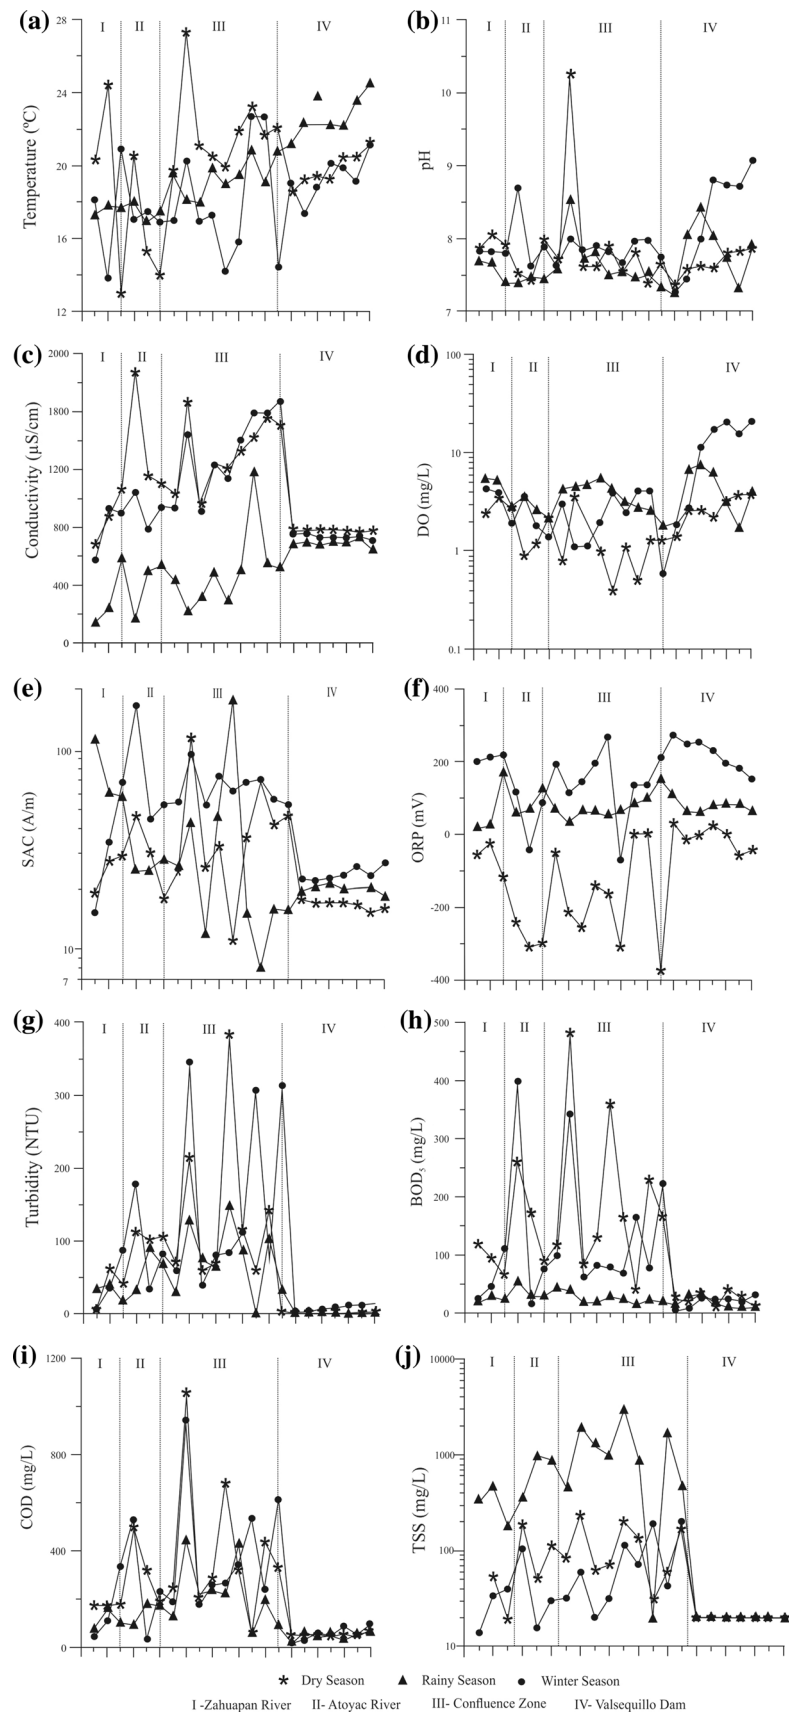 (a) (b)
28 I II III IV 11 I II III IV
24 10
Temperature (ºC) pH
20 9
16 8
12 7
(c) (d)
2000 I II III IV 100 I II III IV
1800
Conductivity (µS/cm) DO (mg/L)
1200 10
800 1
400
0 0.1
(e) (f)
I II III IV 400 I II III IV
100 200
SAC (A/m) ORP (mV)
0
-200
10
7 -400
(g) (h)
400 I II III IV 500 I II III IV
400
300
Turbidity (NTU) BOD5 (mg/L)
300
200
200
100
100
0 0
(i) (j)
1200 I II III IV 10000 I II III IV
800 1000
COD (mg/L) TSS (mg/L)
400 100
0 10
* Dry Season ▲ Rainy Season ● Winter Season
I -Zahuapan River II- Atoyac River III- Confluence Zone IV- Valsequillo Dam